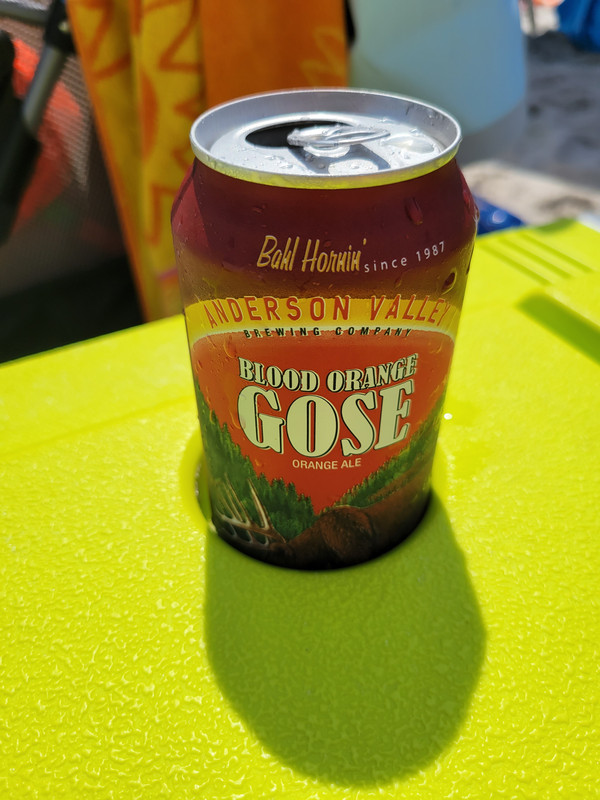 Bahl Hornin' since 1987
ANDERSON VALLEY
BREWING COMPANY
BLOOD ORANGE
GOSE
ORANGE ALE